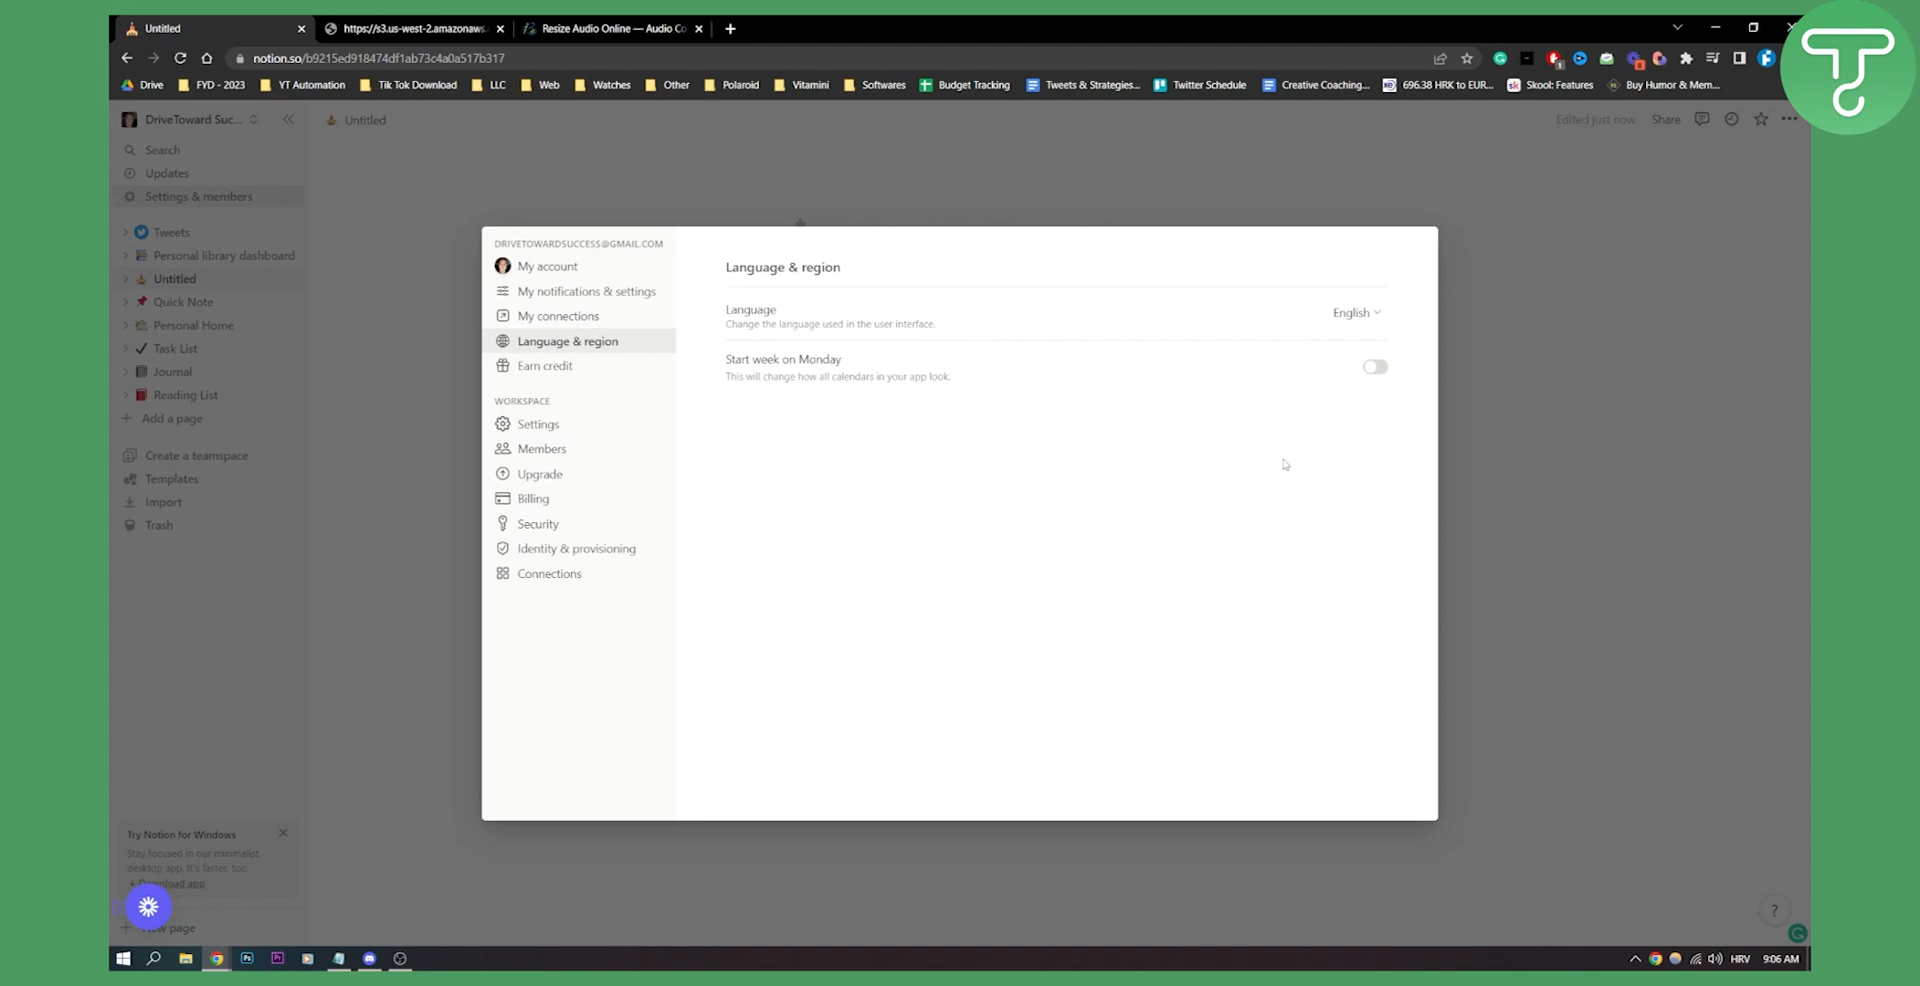 Untitled
https://s3.us-west-2.amazonaws.
Resize Audio Online — Audio Co
notion.so/b9215ed918474df1ab73c4a0a517b317
Drive
FYD - 2023
YT Automation
Tik Tok Download
LLC
Web
Watches
Other
Polaroid
Vitamini
Softwares
Budget Tracking
Tweets & Strategies...
Twitter Schedule
Creative Coaching...
696.38 HRK to EUR...
Skool: Features
Buy Humor & Mem...
DriveToward Suc...
Untitled
Edited just now
Share
Search
Updates
Settings & members
Tweets
Personal library dashboard
Untitled
Quick Note
Personal Home
Task List
Journal
Reading List
Add a page
Create a teamspace
Templates
Import
Trash
Try Notion for Windows
Stay focused in our minimalist
desktop app. It's faster, too.
Download app
New page
DRIVETOWARDSUCCESS@GMAIL.COM
My account
My notifications & settings
My connections
Language & region
Earn credit
WORKSPACE
Settings
Members
Upgrade
Billing
Security
Identity & provisioning
Connections
Language & region
Language
Change the language used in the user interface.
English
Start week on Monday
This will change how all calendars in your app look.
HRV
9:06 AM